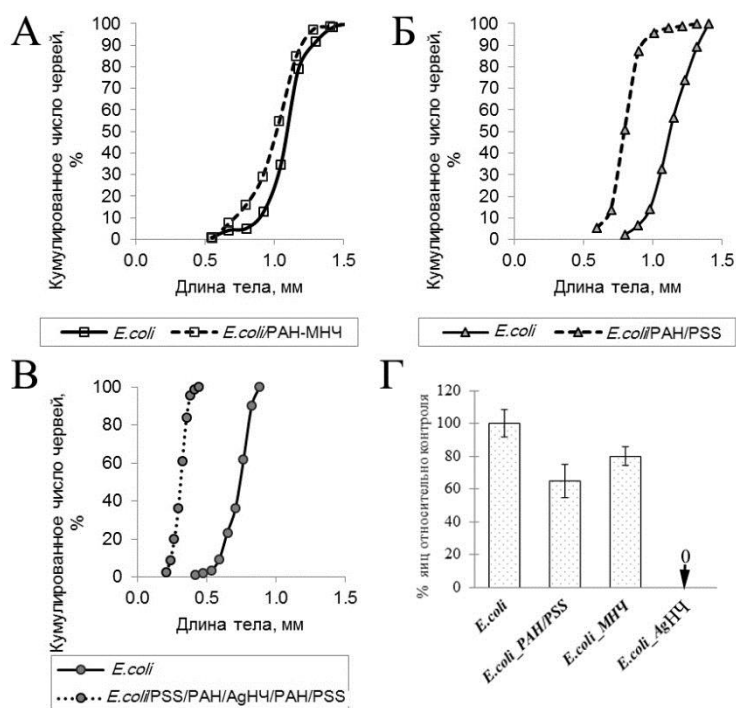 А
Кумулированное число червей,
%
100
90
80
70
60
50
40
30
20
10
0
0.0 0.5 1.0 1.5
Длина тела, мм
E.coli E.coli/PAH-МНЧ
Б
Кумулированное число червей,
%
100
90
80
70
60
50
40
30
20
10
0
0.0 0.5 1.0 1.5
Длина тела, мм
E.coli E.coli/PAH/PSS
В
Кумулированное число червей,
%
100
80
60
40
20
0
0.0 0.5 1.0 1.5
Длина тела, мм
E.coli
E.coli/PSS/PAH/AgНЧ/PAH/PSS
Г
% яиц относительно контроля
120
100
80
60
40
20
0
0
E.coli
E.coli_PAH/PSS
E.coli_МНЧ
E.coli_AgНЧ